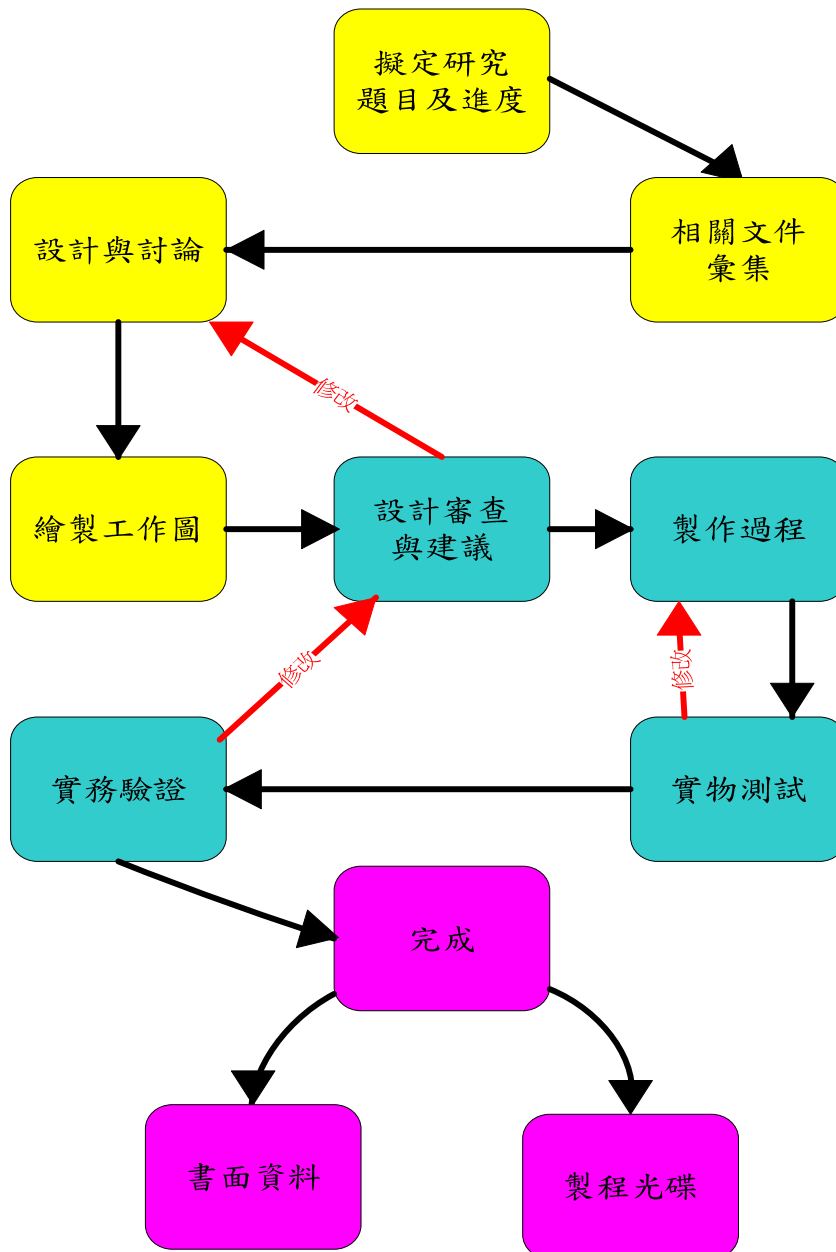 擬定研究
題目及進度
相關文件
彙集
設計與討論
修改
繪製工作圖
設計審查
與建議
製作過程
修改
修改
實務驗證
實物測試
完成
書面資料
製程光碟